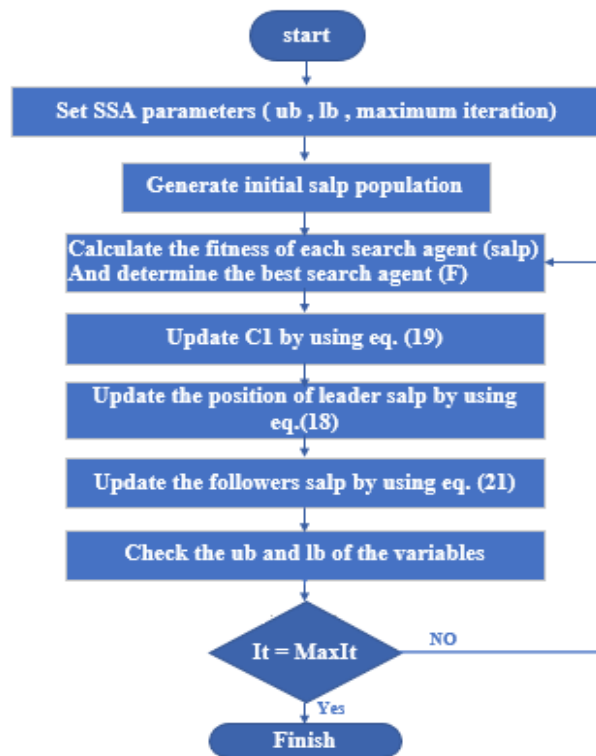 start
Set SSA parameters ( ub , lb , maximum iteration)
Generate initial salp population
Calculate the fitness of each search agent (salp)
And determine the best search agent (F)
Update C1 by using eq. (19)
Update the position of leader salp by using
eq.(18)
Update the followers salp by using eq. (21)
Check the ub and lb of the variables
It = MaxIt
NO
Yes
Finish